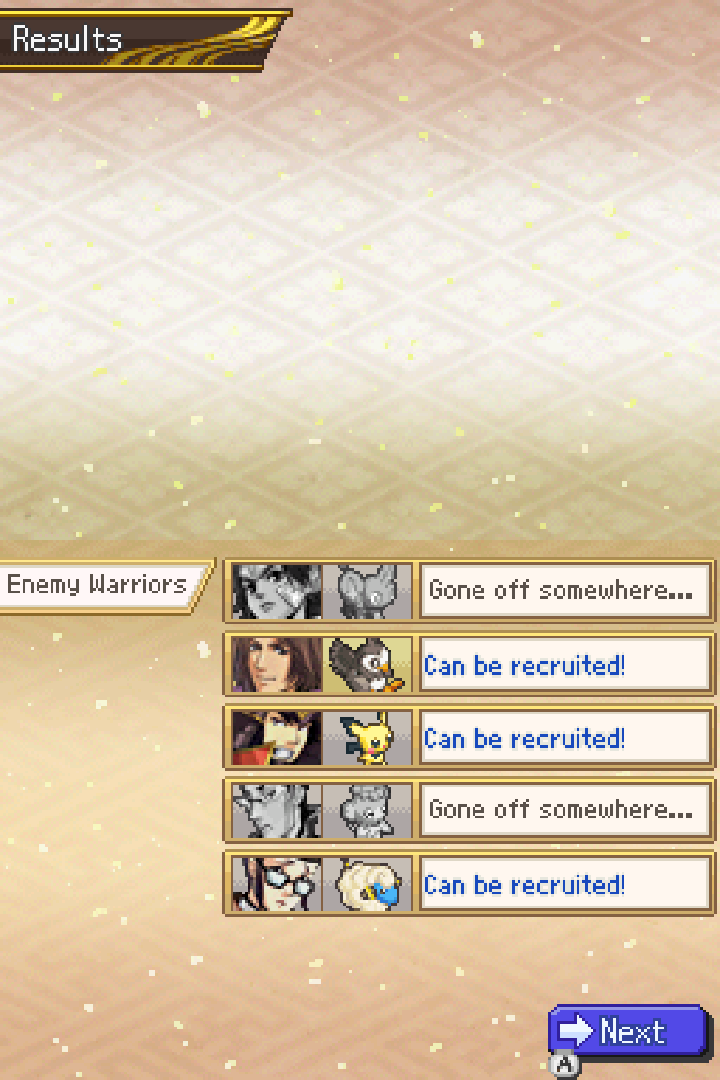 Results
Enemy Warriors
Gone off somewhere...
Can be recruited!
Can be recruited!
Gone off somewhere...
Can be recruited!
Next
A